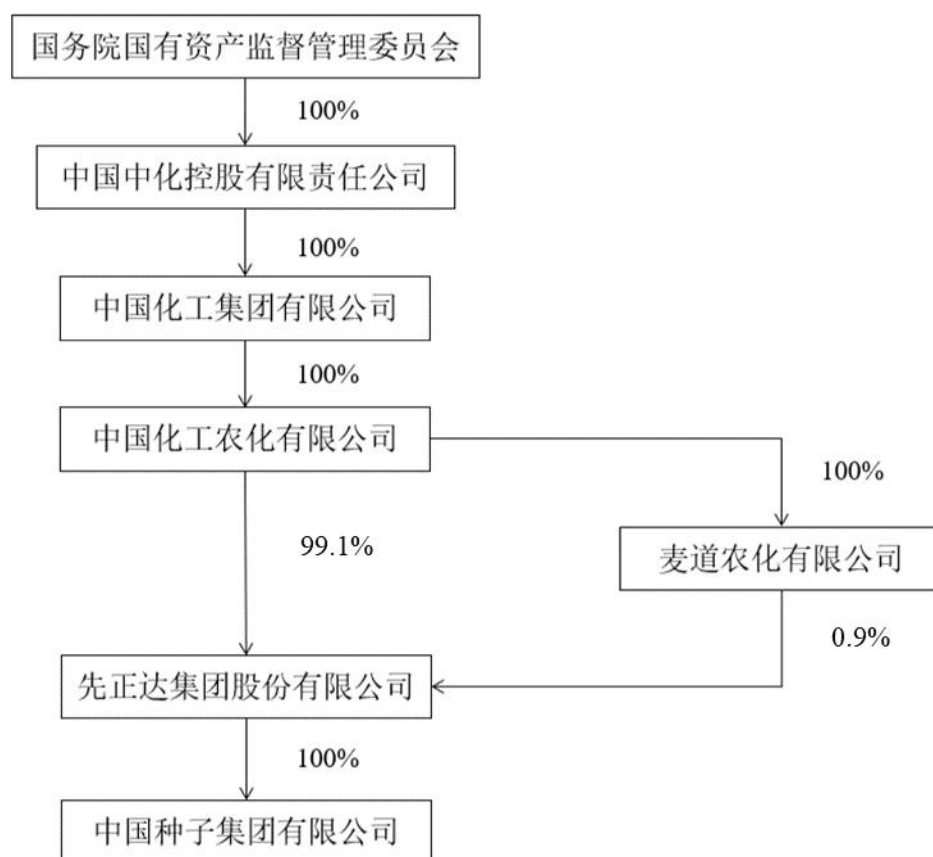 国务院国有资产监督管理委员会
100%
中国中化控股有限责任公司
100%
中国化工集团有限公司
100%
中国化工农化有限公司
100%
99.1%
麦道农化有限公司
0.9%
先正达集团股份有限公司
100%
中国种子集团有限公司